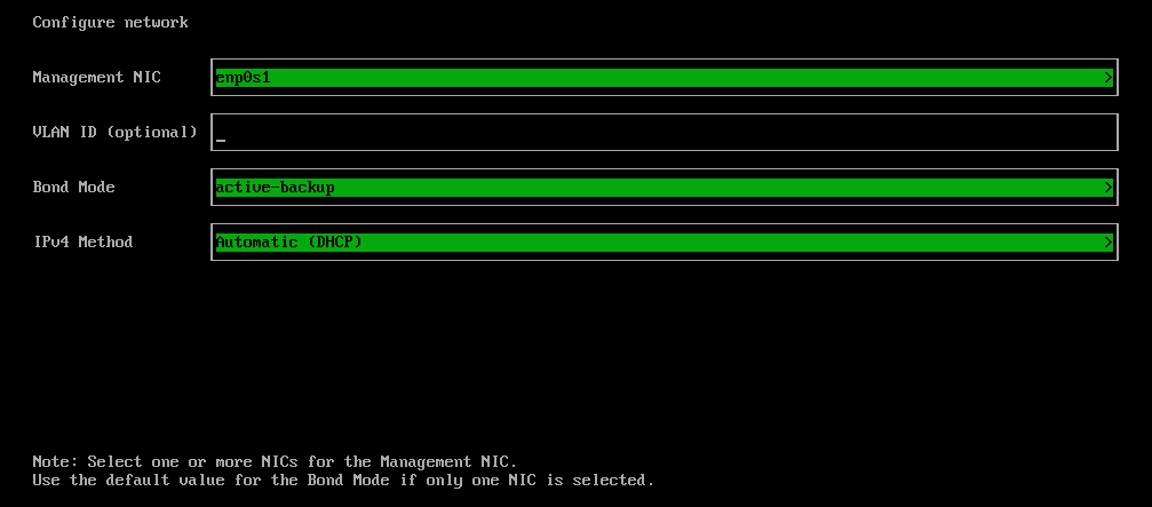 Configure network
Management NIC enp0s1 >
VLAN ID (optional) _
Bond Mode active-backup >
IPv4 Method Automatic (DHCP) >
Note: Select one or more NICs for the Management NIC.
Use the default value for the Bond Mode if only one NIC is selected.